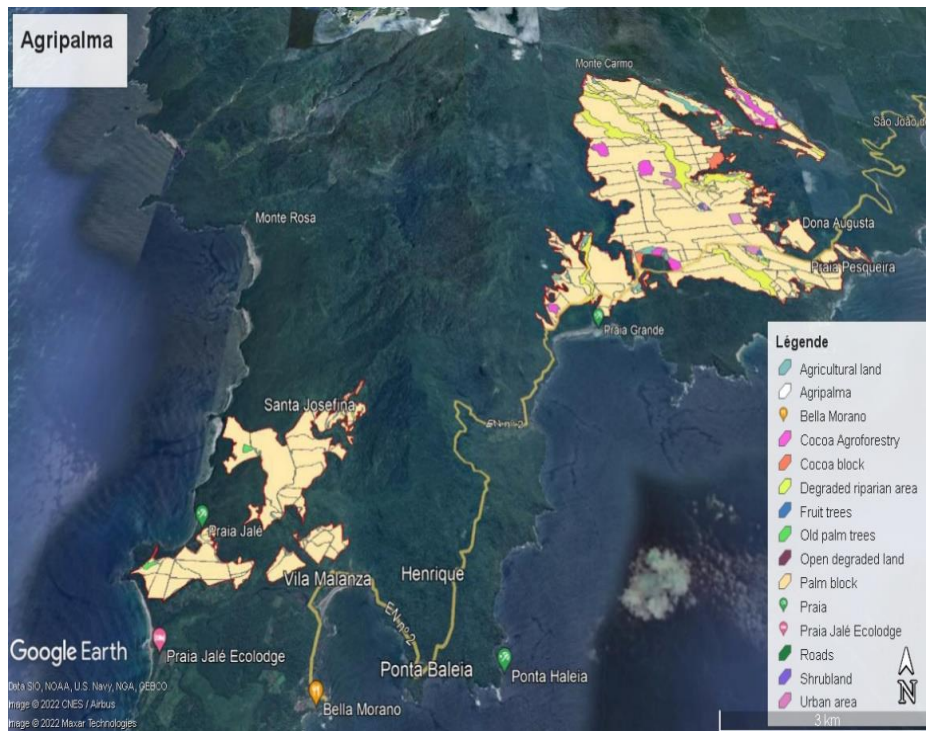 Agripalma
Monte Carmo
São João d
Monte Rosa
Dona Augusta
Praia Pesqueira
Praia Grande
Santa Josefina
Praia Jalé
Vila Malanza
Henrique
EN nº 2
Ponta Baleia
Praia Jalé Ecolodge
Ponta Haleia
Bella Morano
Google Earth
Data SIO, NOAA, U.S. Navy, NGA, GEBCO
Image © 2022 CNES / Airbus
Image © 2022 Maxar Technologies
Légende
Agricultural land
Agripalma
Bella Morano
Cocoa Agroforestry
Cocoa block
Degraded riparian area
Fruit trees
Old palm trees
Open degraded land
Palm block
Praia
Praia Jalé Ecolodge
Roads
Shrubland
Urban area
N
3 km